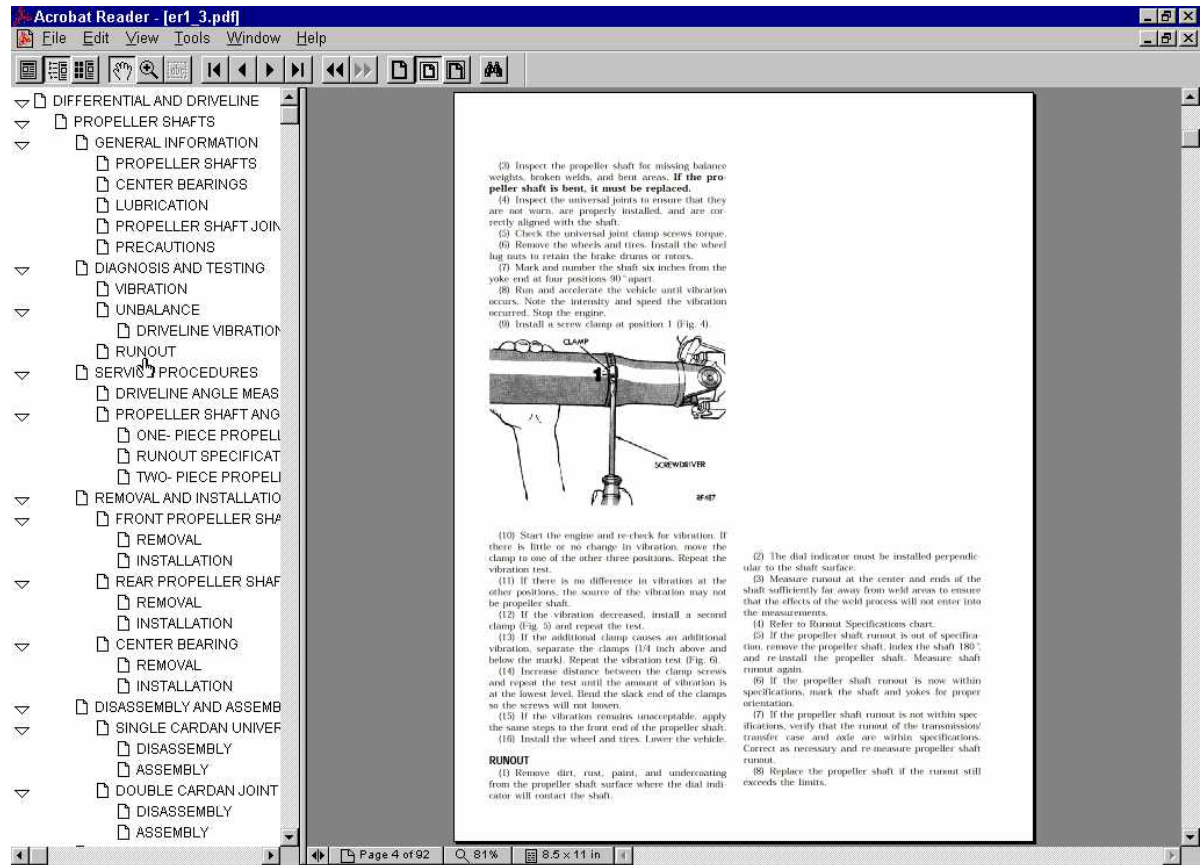 Acrobat Reader - [er1_3.pdf]
File Edit View Tools Window Help
DIFFERENTIAL AND DRIVELINE
PROPELLER SHAFTS
GENERAL INFORMATION
PROPELLER SHAFTS
CENTER BEARINGS
LUBRICATION
PROPELLER SHAFT JOIN
PRECAUTIONS
DIAGNOSIS AND TESTING
VIBRATION
UNBALANCE
DRIVELINE VIBRATION
RUNOUT
SERVICE PROCEDURES
DRIVELINE ANGLE MEAS
PROPELLER SHAFT ANG
ONE- PIECE PROPELL
RUNOUT SPECIFICAT
TWO- PIECE PROPELL
REMOVAL AND INSTALLATIO
FRONT PROPELLER SHA
REMOVAL
INSTALLATION
REAR PROPELLER SHAF
REMOVAL
INSTALLATION
CENTER BEARING
REMOVAL
INSTALLATION
DISASSEMBLY AND ASSEMB
SINGLE CARDAN UNIVER
DISASSEMBLY
ASSEMBLY
DOUBLE CARDAN JOINT
DISASSEMBLY
ASSEMBLY
(3) Inspect the propeller shaft for missing balance
weights, broken welds, and bent areas. If the pro-
peller shaft is bent, it must be replaced.
(4) Inspect the universal joints to ensure that they
are not worn, are properly installed, and are cor-
rectly aligned with the shaft.
(5) Check the universal joint clamp screws torque.
(6) Remove the wheels and tires. Install the wheel
lug nuts to retain the brake drums or rotors.
(7) Mark and number the shaft six inches from the
yoke end at four positions 90° apart.
(8) Run and accelerate the vehicle until vibration
occurs. Note the intensity and speed the vibration
occurred. Stop the engine.
(9) Install a screw clamp at position 1 (Fig. 4).
CLAMP
1
SCREWDRIVER
RF487
(10) Start the engine and re-check for vibration. If
there is little or no change in vibration, move the
clamp to one of the other three positions. Repeat the
vibration test.
(11) If there is no difference in vibration at the
other positions, the source of the vibration may not
be propeller shaft.
(12) If the vibration decreased, install a second
clamp (Fig. 5) and repeat the test.
(13) If the additional clamp causes an additional
vibration, separate the clamps (1/4 inch above and
below the mark). Repeat the vibration test (Fig. 6).
(14) Increase distance between the clamp screws
and repeat the test until the amount of vibration is
at the lowest level. Bend the slack end of the clamps
so the screws will not loosen.
(15) If the vibration remains unacceptable, apply
the same steps to the front end of the propeller shaft.
(16) Install the wheel and tires. Lower the vehicle.
RUNOUT
(1) Remove dirt, rust, paint, and undercoating
from the propeller shaft surface where the dial indi-
cator will contact the shaft.
(2) The dial indicator must be installed perpendic-
ular to the shaft surface.
(3) Measure runout at the center and ends of the
shaft sufficiently far away from weld areas to ensure
that the effects of the weld process will not enter into
the measurements.
(4) Refer to Runout Specifications chart.
(5) If the propeller shaft runout is out of specifica-
tion, remove the propeller shaft, index the shaft 180°,
and re-install the propeller shaft. Measure shaft
runout again.
(6) If the propeller shaft runout is now within
specifications, mark the shaft and yokes for proper
orientation.
(7) If the propeller shaft runout is not within spec-
ifications, verify that the runout of the transmission/
transfer case and axle are within specifications.
Correct as necessary and re-measure propeller shaft
runout.
(8) Replace the propeller shaft if the runout still
exceeds the limits.
Page 4 of 92 81% 8.5 x 11 in